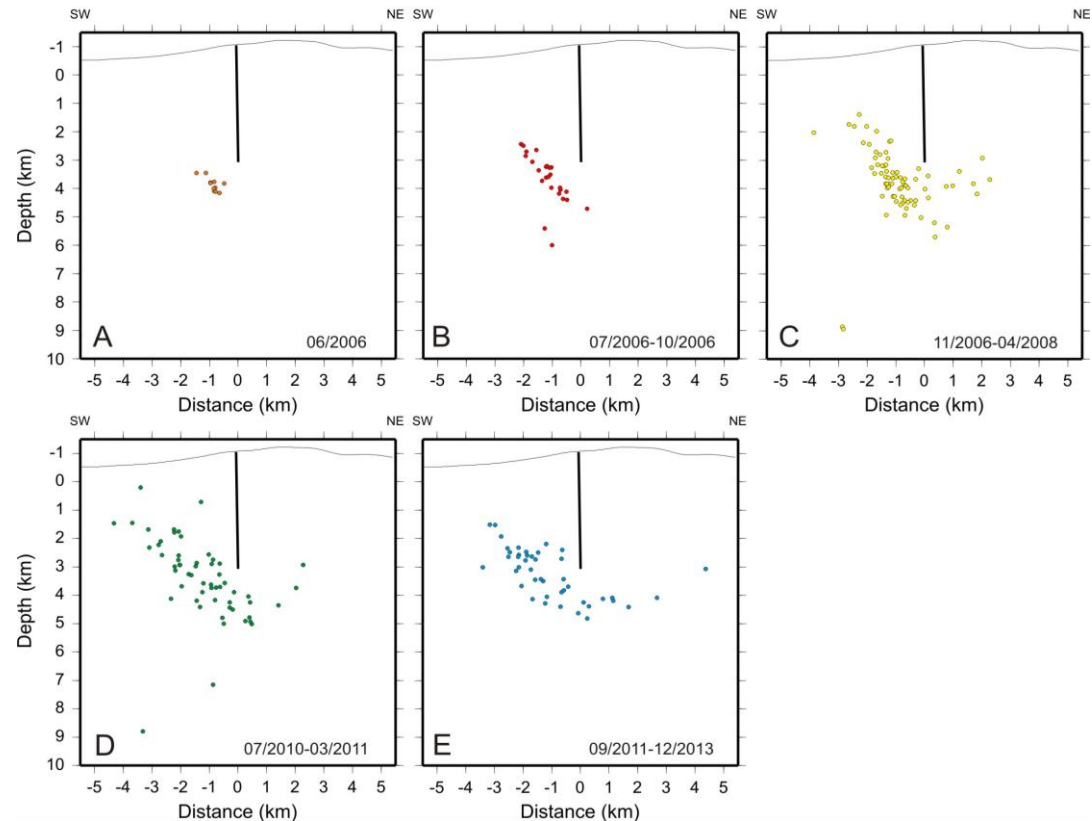 SW NE SW NE SW NE
-1 0 1 2 3 4 5 6 7 8 9 10
Depth (km)
A 06/2006
B 07/2006-10/2006
C 11/2006-04/2008
-5 -4 -3 -2 -1 0 1 2 3 4 5
-5 -4 -3 -2 -1 0 1 2 3 4 5
-5 -4 -3 -2 -1 0 1 2 3 4 5
Distance (km) Distance (km) Distance (km)
SW NE SW NE
-1 0 1 2 3 4 5 6 7 8 9 10
Depth (km)
D 07/2010-03/2011
E 09/2011-12/2013
-5 -4 -3 -2 -1 0 1 2 3 4 5
-5 -4 -3 -2 -1 0 1 2 3 4 5
Distance (km) Distance (km)